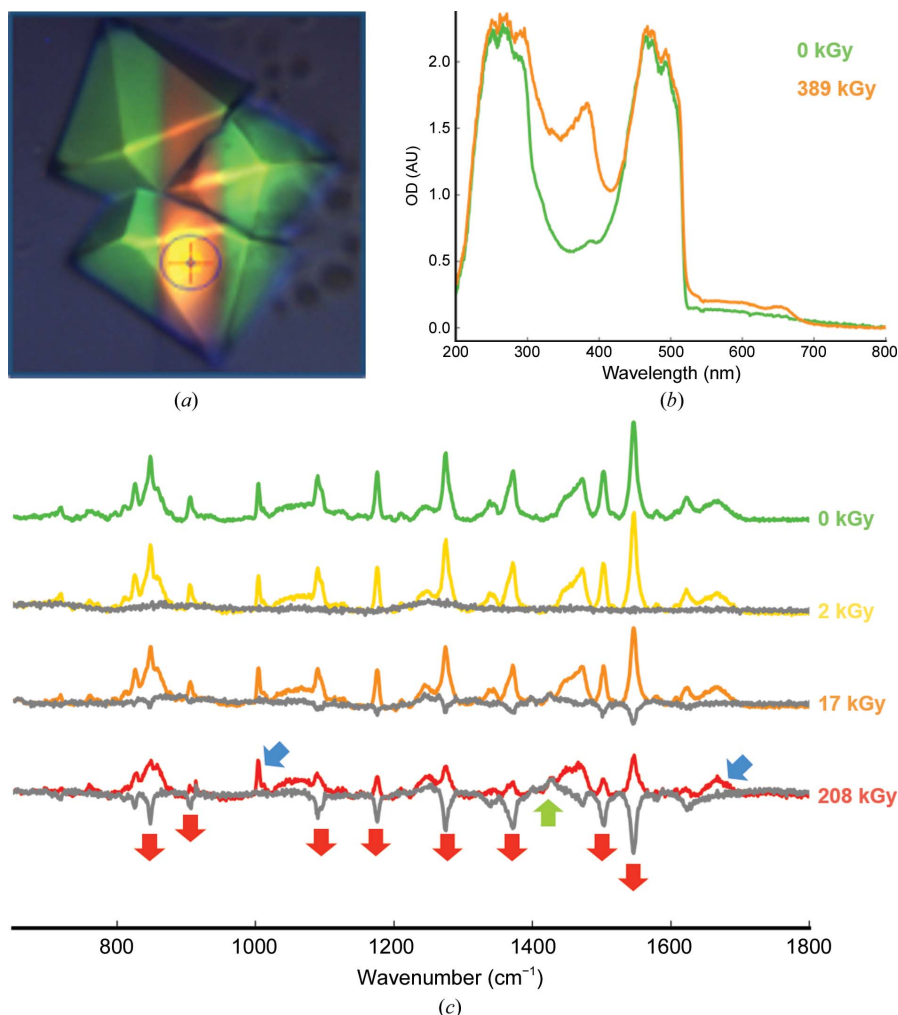 (a)
OD (AU)
2.0
1.5
1.0
0.5
0.0
200 300 400 500 600 700 800
Wavelength (nm)
0 kGy
389 kGy
(b)
0 kGy
2 kGy
17 kGy
208 kGy
800 1000 1200 1400 1600 1800
Wavenumber (cm⁻¹)
(c)